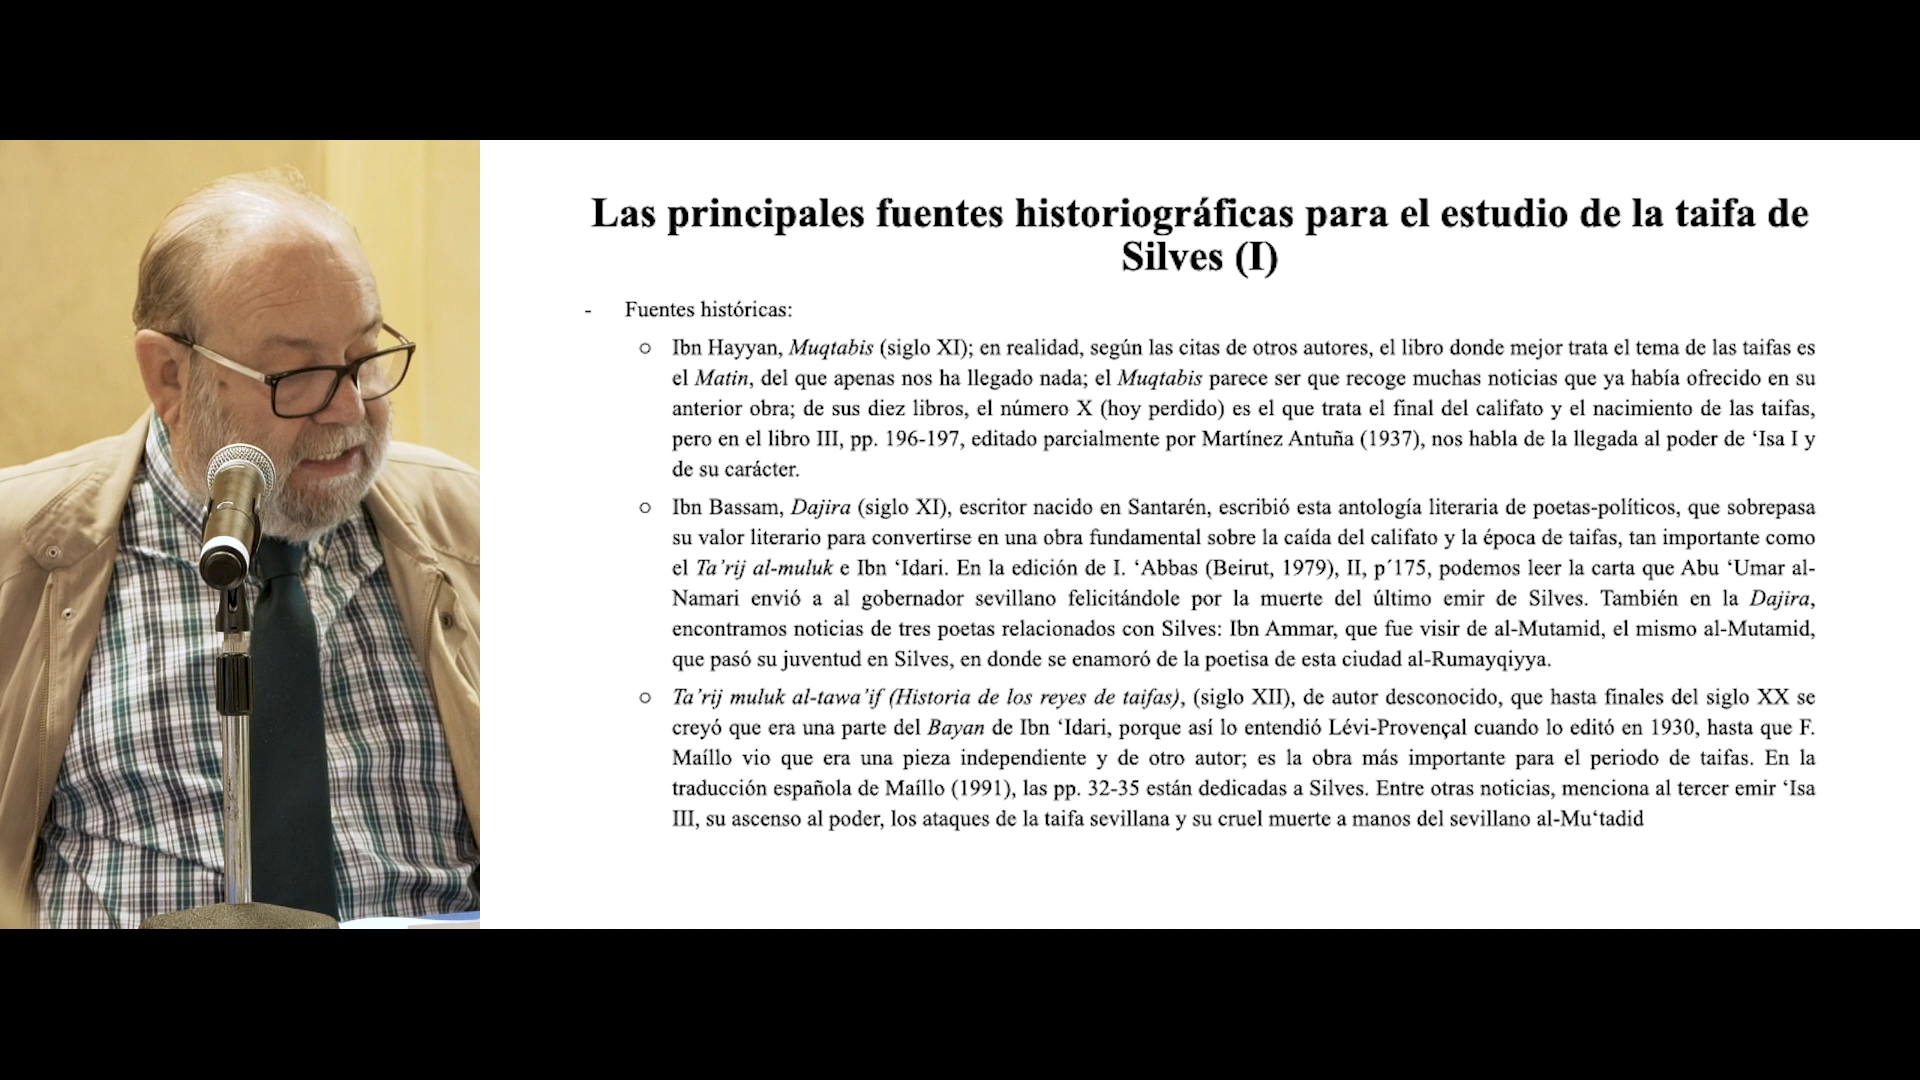 Las principales fuentes historiográficas para el estudio de la taifa de
Silves (I)
- Fuentes históricas:
○ Ibn Hayyan, Muqtabis (siglo XI); en realidad, según las citas de otros autores, el libro donde mejor trata el tema de las taifas es
el Matin, del que apenas nos ha llegado nada; el Muqtabis parece ser que recoge muchas noticias que ya había ofrecido en su
anterior obra; de sus diez libros, el número X (hoy perdido) es el que trata el final del califato y el nacimiento de las taifas,
pero en el libro III, pp. 196-197, editado parcialmente por Martínez Antuña (1937), nos habla de la llegada al poder de ‘Isa I y
de su carácter.
○ Ibn Bassam, Dajira (siglo XI), escritor nacido en Santarén, escribió esta antología literaria de poetas-políticos, que sobrepasa
su valor literario para convertirse en una obra fundamental sobre la caída del califato y la época de taifas, tan importante como
el Ta’rij al-muluk e Ibn ‘Idari. En la edición de I. ‘Abbas (Beirut, 1979), II, p´175, podemos leer la carta que Abu ‘Umar al-
Namari envió a al gobernador sevillano felicitándole por la muerte del último emir de Silves. También en la Dajira,
encontramos noticias de tres poetas relacionados con Silves: Ibn Ammar, que fue visir de al-Mutamid, el mismo al-Mutamid,
que pasó su juventud en Silves, en donde se enamoró de la poetisa de esta ciudad al-Rumayqiyya.
○ Ta’rij muluk al-tawa’if (Historia de los reyes de taifas), (siglo XII), de autor desconocido, que hasta finales del siglo XX se
creyó que era una parte del Bayan de Ibn ‘Idari, porque así lo entendió Lévi-Provençal cuando lo editó en 1930, hasta que F.
Maíllo vio que era una pieza independiente y de otro autor; es la obra más importante para el periodo de taifas. En la
traducción española de Maíllo (1991), las pp. 32-35 están dedicadas a Silves. Entre otras noticias, menciona al tercer emir ‘Isa
III, su ascenso al poder, los ataques de la taifa sevillana y su cruel muerte a manos del sevillano al-Mu‘tadid